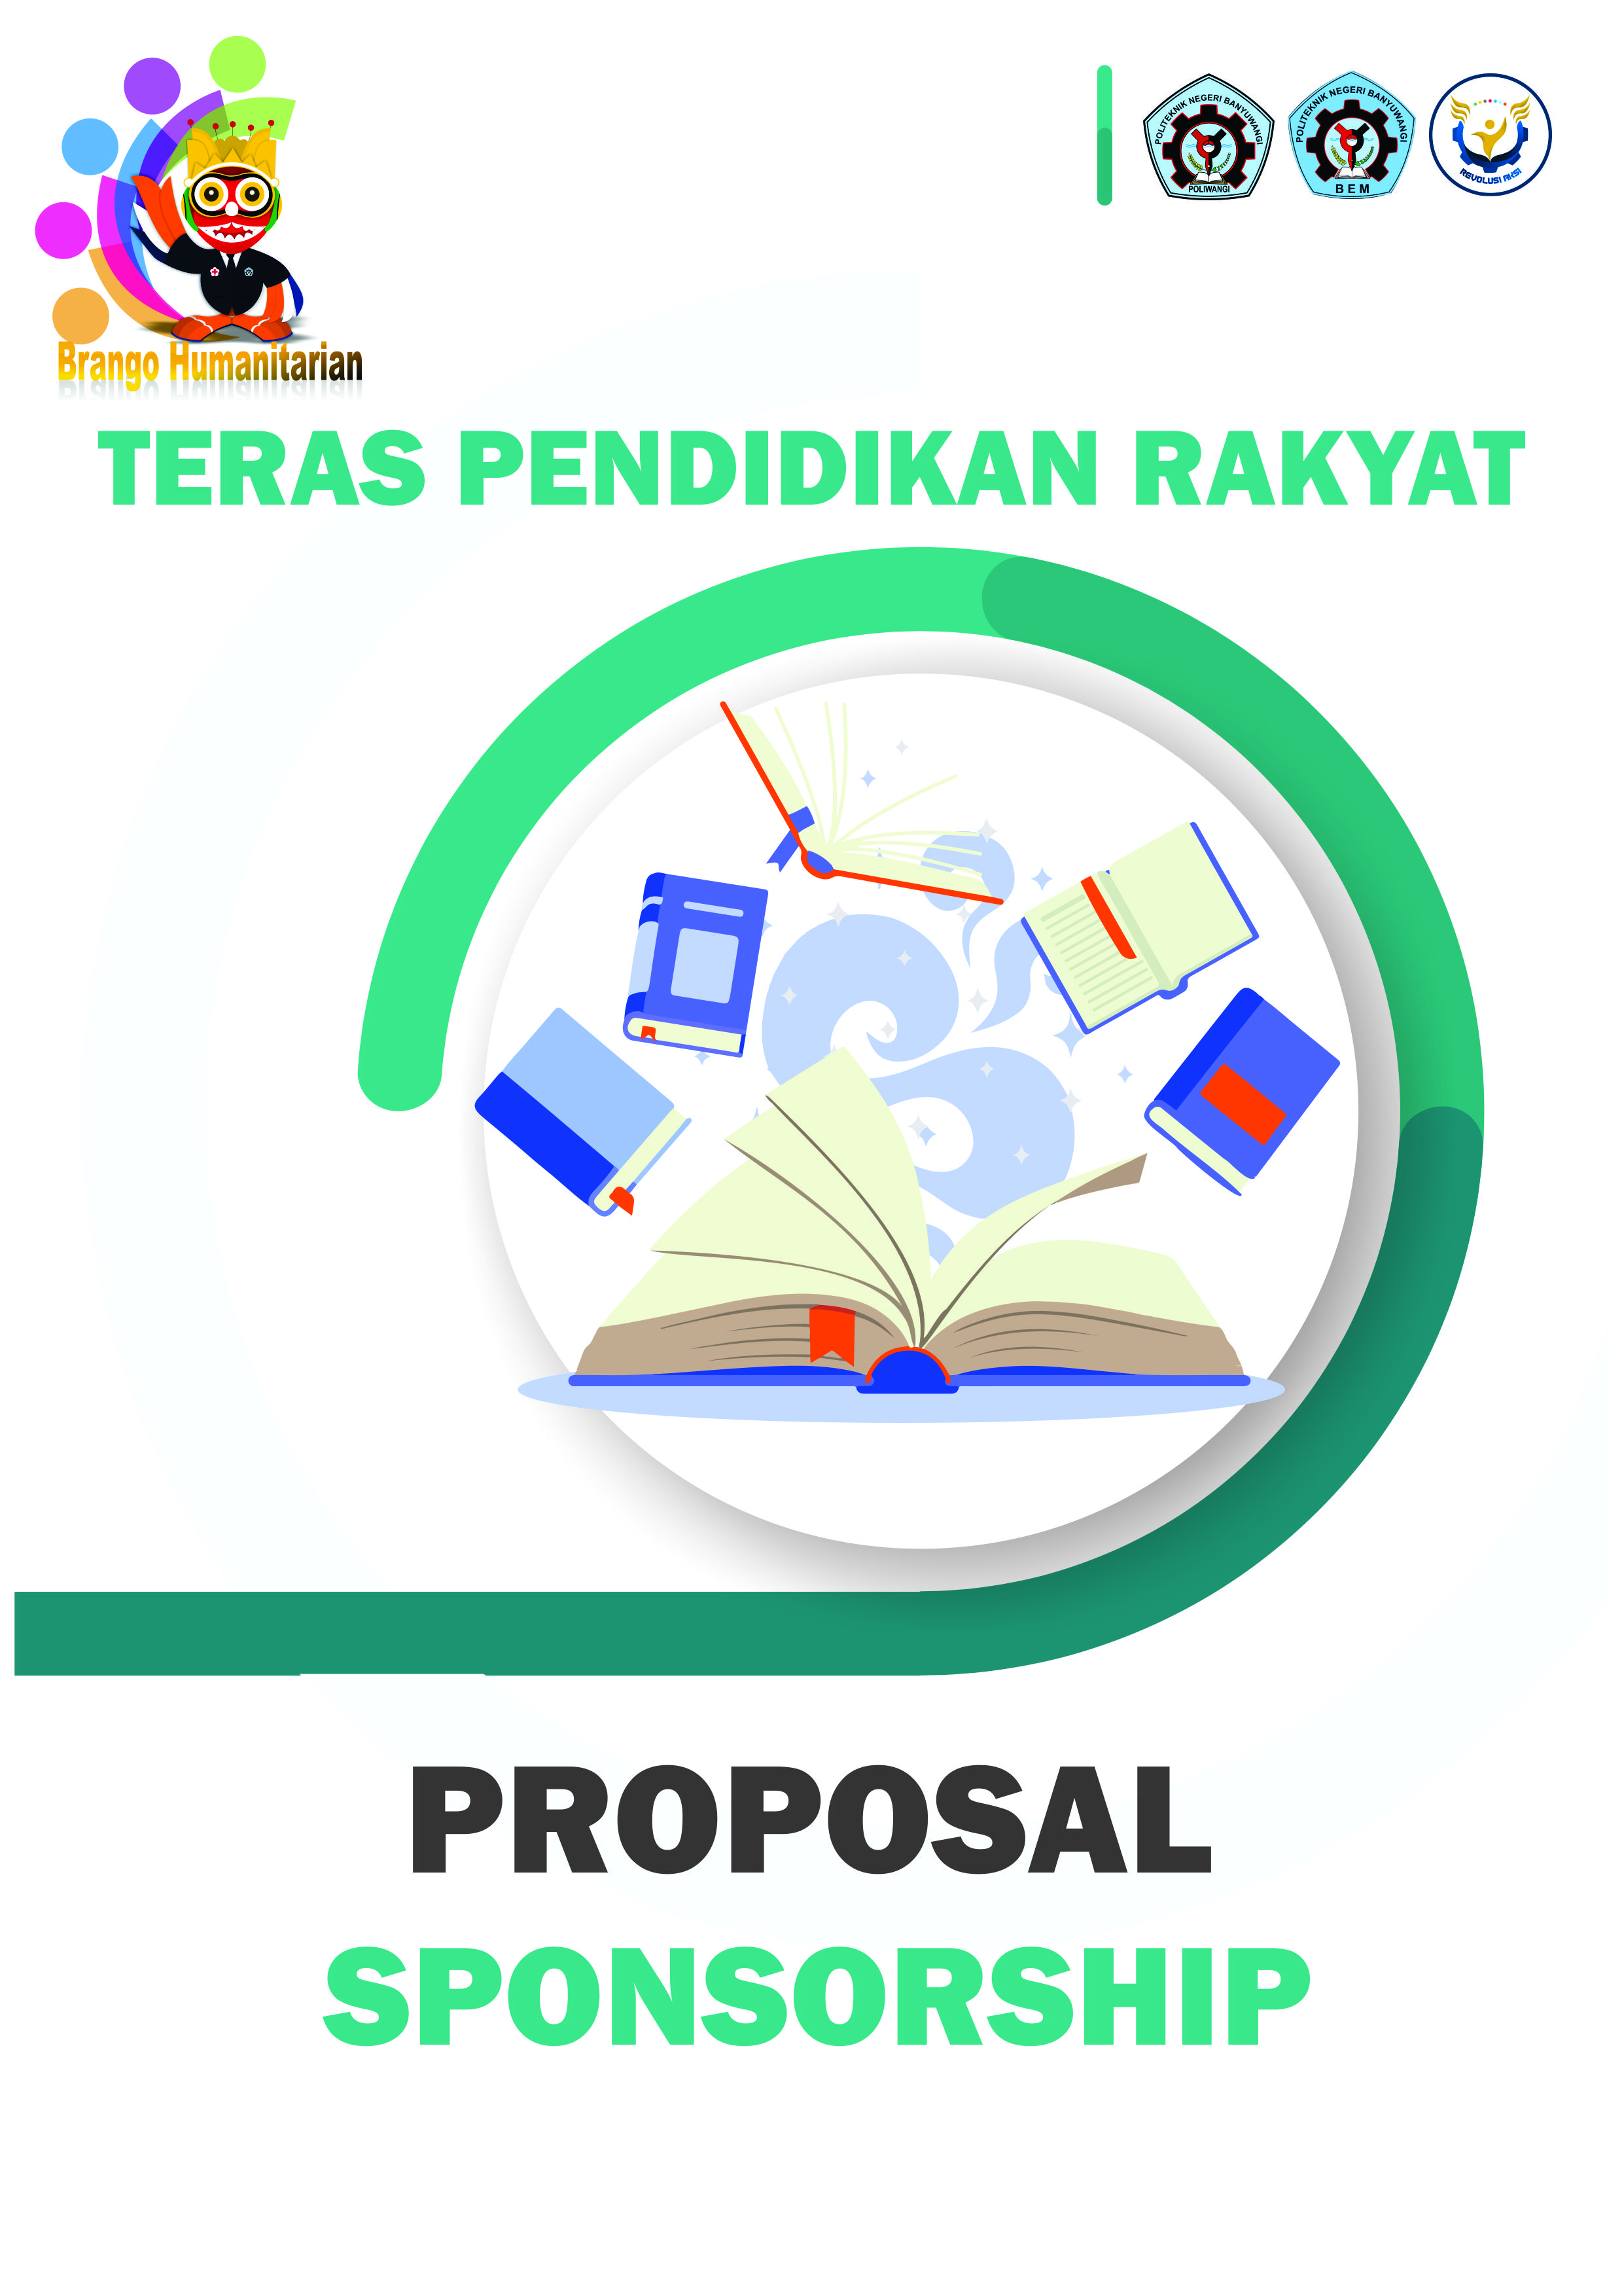 POLITEKNIK NEGERI BANYUWANGI
POLIWANGI
POLITEKNIK NEGERI BANYUWANGI
BEM
REVOLUSI AKSI
Brango Humanitarian
TERAS PENDIDIKAN RAKYAT
PROPOSAL
SPONSORSHIP